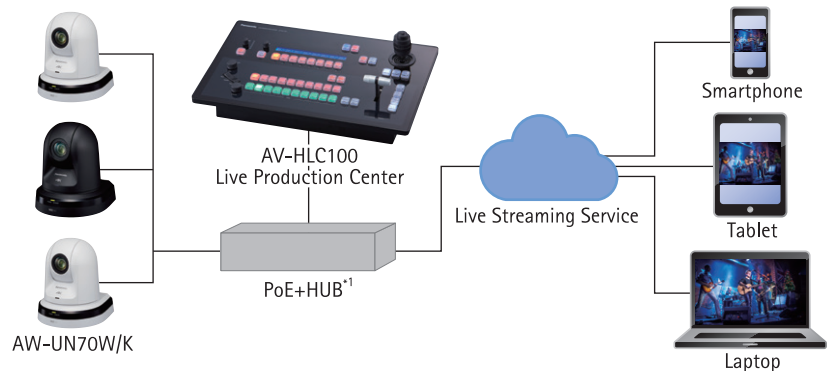 AV-HLC100
Live Production Center
Smartphone
Live Streaming Service
Tablet
PoE+HUB*1
AW-UN70W/K
Laptop